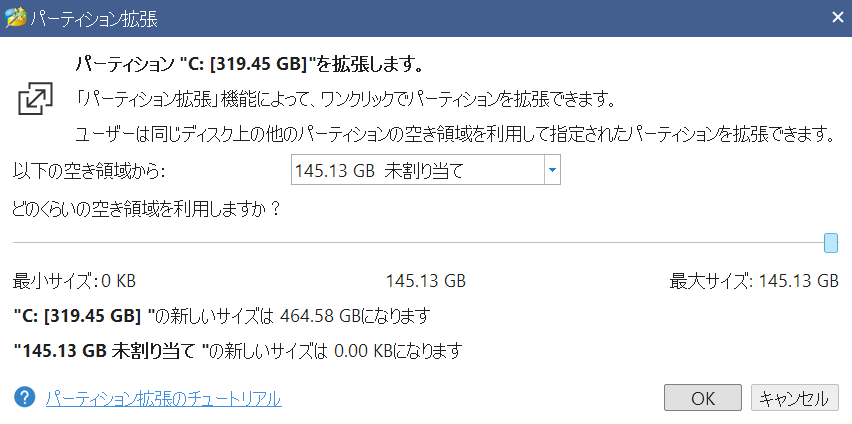 パーティション拡張
パーティション "C: [319.45 GB]"を拡張します。
「パーティション拡張」機能によって、ワンクリックでパーティションを拡張できます。
ユーザーは同じディスク上の他のパーティションの空き領域を利用して指定されたパーティションを拡張できます。
以下の空き領域から: 145.13 GB 未割り当て
どのくらいの空き領域を利用しますか？
最小サイズ: 0 KB 145.13 GB 最大サイズ: 145.13 GB
"C: [319.45 GB] "の新しいサイズは 464.58 GBになります
"145.13 GB 未割り当て "の新しいサイズは 0.00 KBになります
パーティション拡張のチュートリアル OK キャンセル